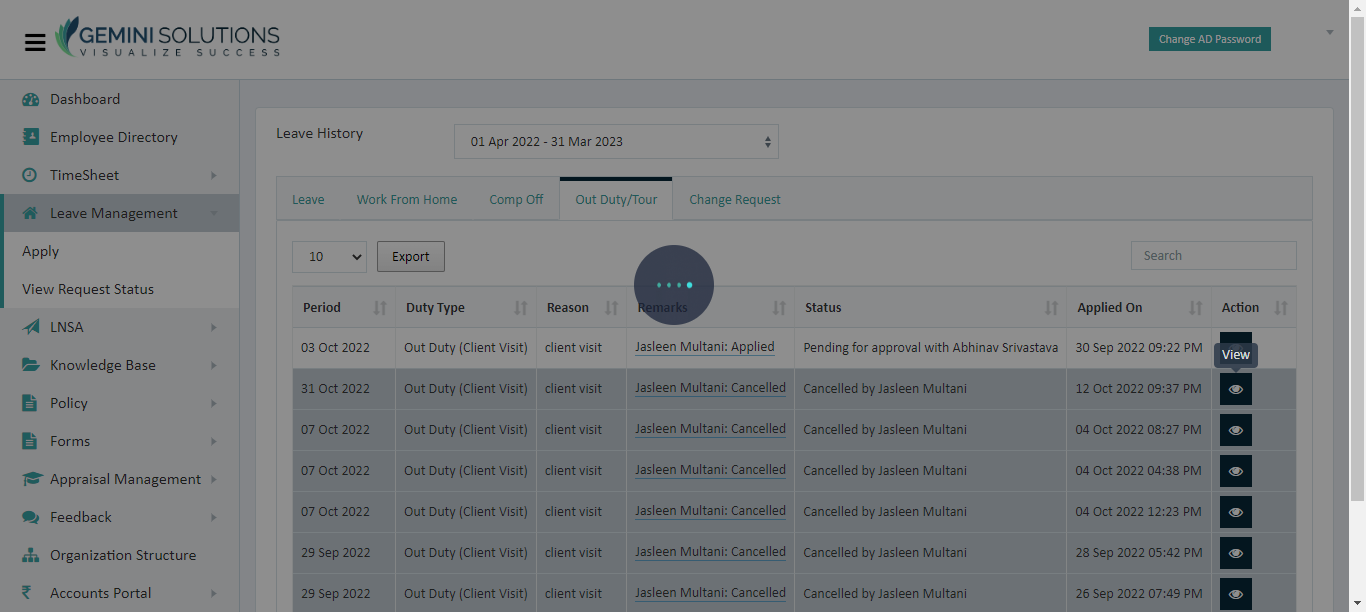 GEMINI SOLUTIONS
VISUALIZE SUCCESS
Change AD Password
Dashboard
Employee Directory
TimeSheet
Leave Management
Apply
View Request Status
LNSA
Knowledge Base
Policy
Forms
Appraisal Management
Feedback
Organization Structure
Accounts Portal
Leave History
01 Apr 2022 - 31 Mar 2023
Leave Work From Home Comp Off Out Duty/Tour Change Request
10 Export Search
Period Duty Type Reason Remarks Status Applied On Action
03 Oct 2022 Out Duty (Client Visit) client visit Jasleen Multani: Applied Pending for approval with Abhinav Srivastava 30 Sep 2022 09:22 PM
View
31 Oct 2022 Out Duty (Client Visit) client visit Jasleen Multani: Cancelled Cancelled by Jasleen Multani 12 Oct 2022 09:37 PM
07 Oct 2022 Out Duty (Client Visit) client visit Jasleen Multani: Cancelled Cancelled by Jasleen Multani 04 Oct 2022 08:27 PM
07 Oct 2022 Out Duty (Client Visit) client visit Jasleen Multani: Cancelled Cancelled by Jasleen Multani 04 Oct 2022 04:38 PM
07 Oct 2022 Out Duty (Client Visit) client visit Jasleen Multani: Cancelled Cancelled by Jasleen Multani 04 Oct 2022 12:23 PM
29 Sep 2022 Out Duty (Client Visit) client visit Jasleen Multani: Cancelled Cancelled by Jasleen Multani 28 Sep 2022 05:42 PM
29 Sep 2022 Out Duty (Client Visit) client visit Jasleen Multani: Cancelled Cancelled by Jasleen Multani 26 Sep 2022 07:49 PM